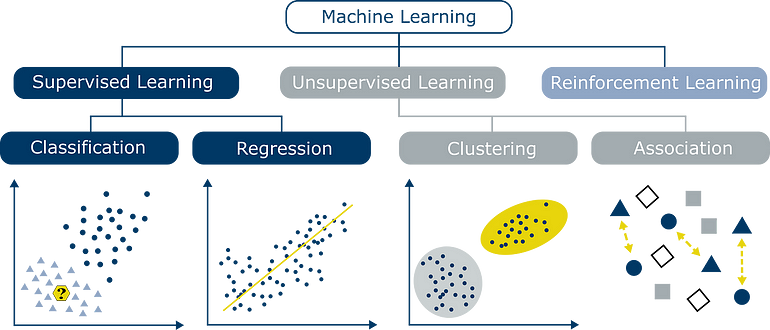 Machine Learning
Supervised Learning
Unsupervised Learning
Reinforcement Learning
Classification
Regression
Clustering
Association
?